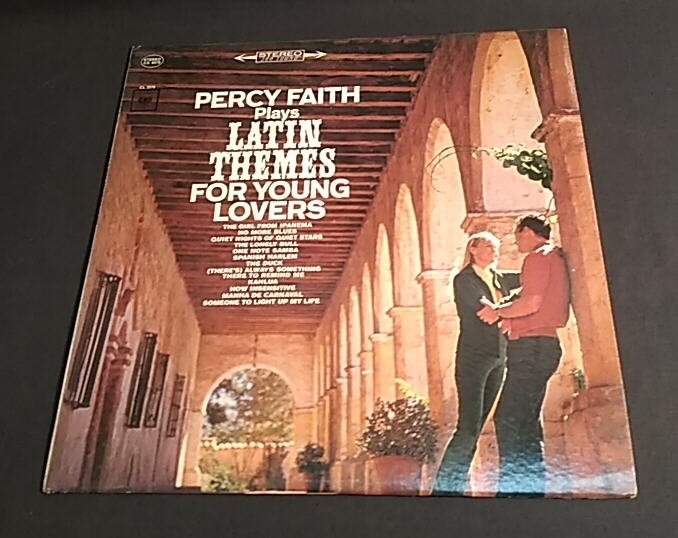 STEREO
PERCY FAITH
Plays
LATIN
THEMES
FOR YOUNG
LOVERS
THE GIRL FROM IPANEMA
NO MORE BLUES
QUIET NIGHTS OF QUIET STARS
THE LONELY BULL
ONE NOTE SAMBA
SPANISH HARLEM
THE DUCK
(THERE'S) ALWAYS SOMETHING
THERE TO REMIND ME
KAHLUA
HOW INSENSITIVE
MANHA DE CARNAVAL
SOMEONE TO LIGHT UP MY LIFE